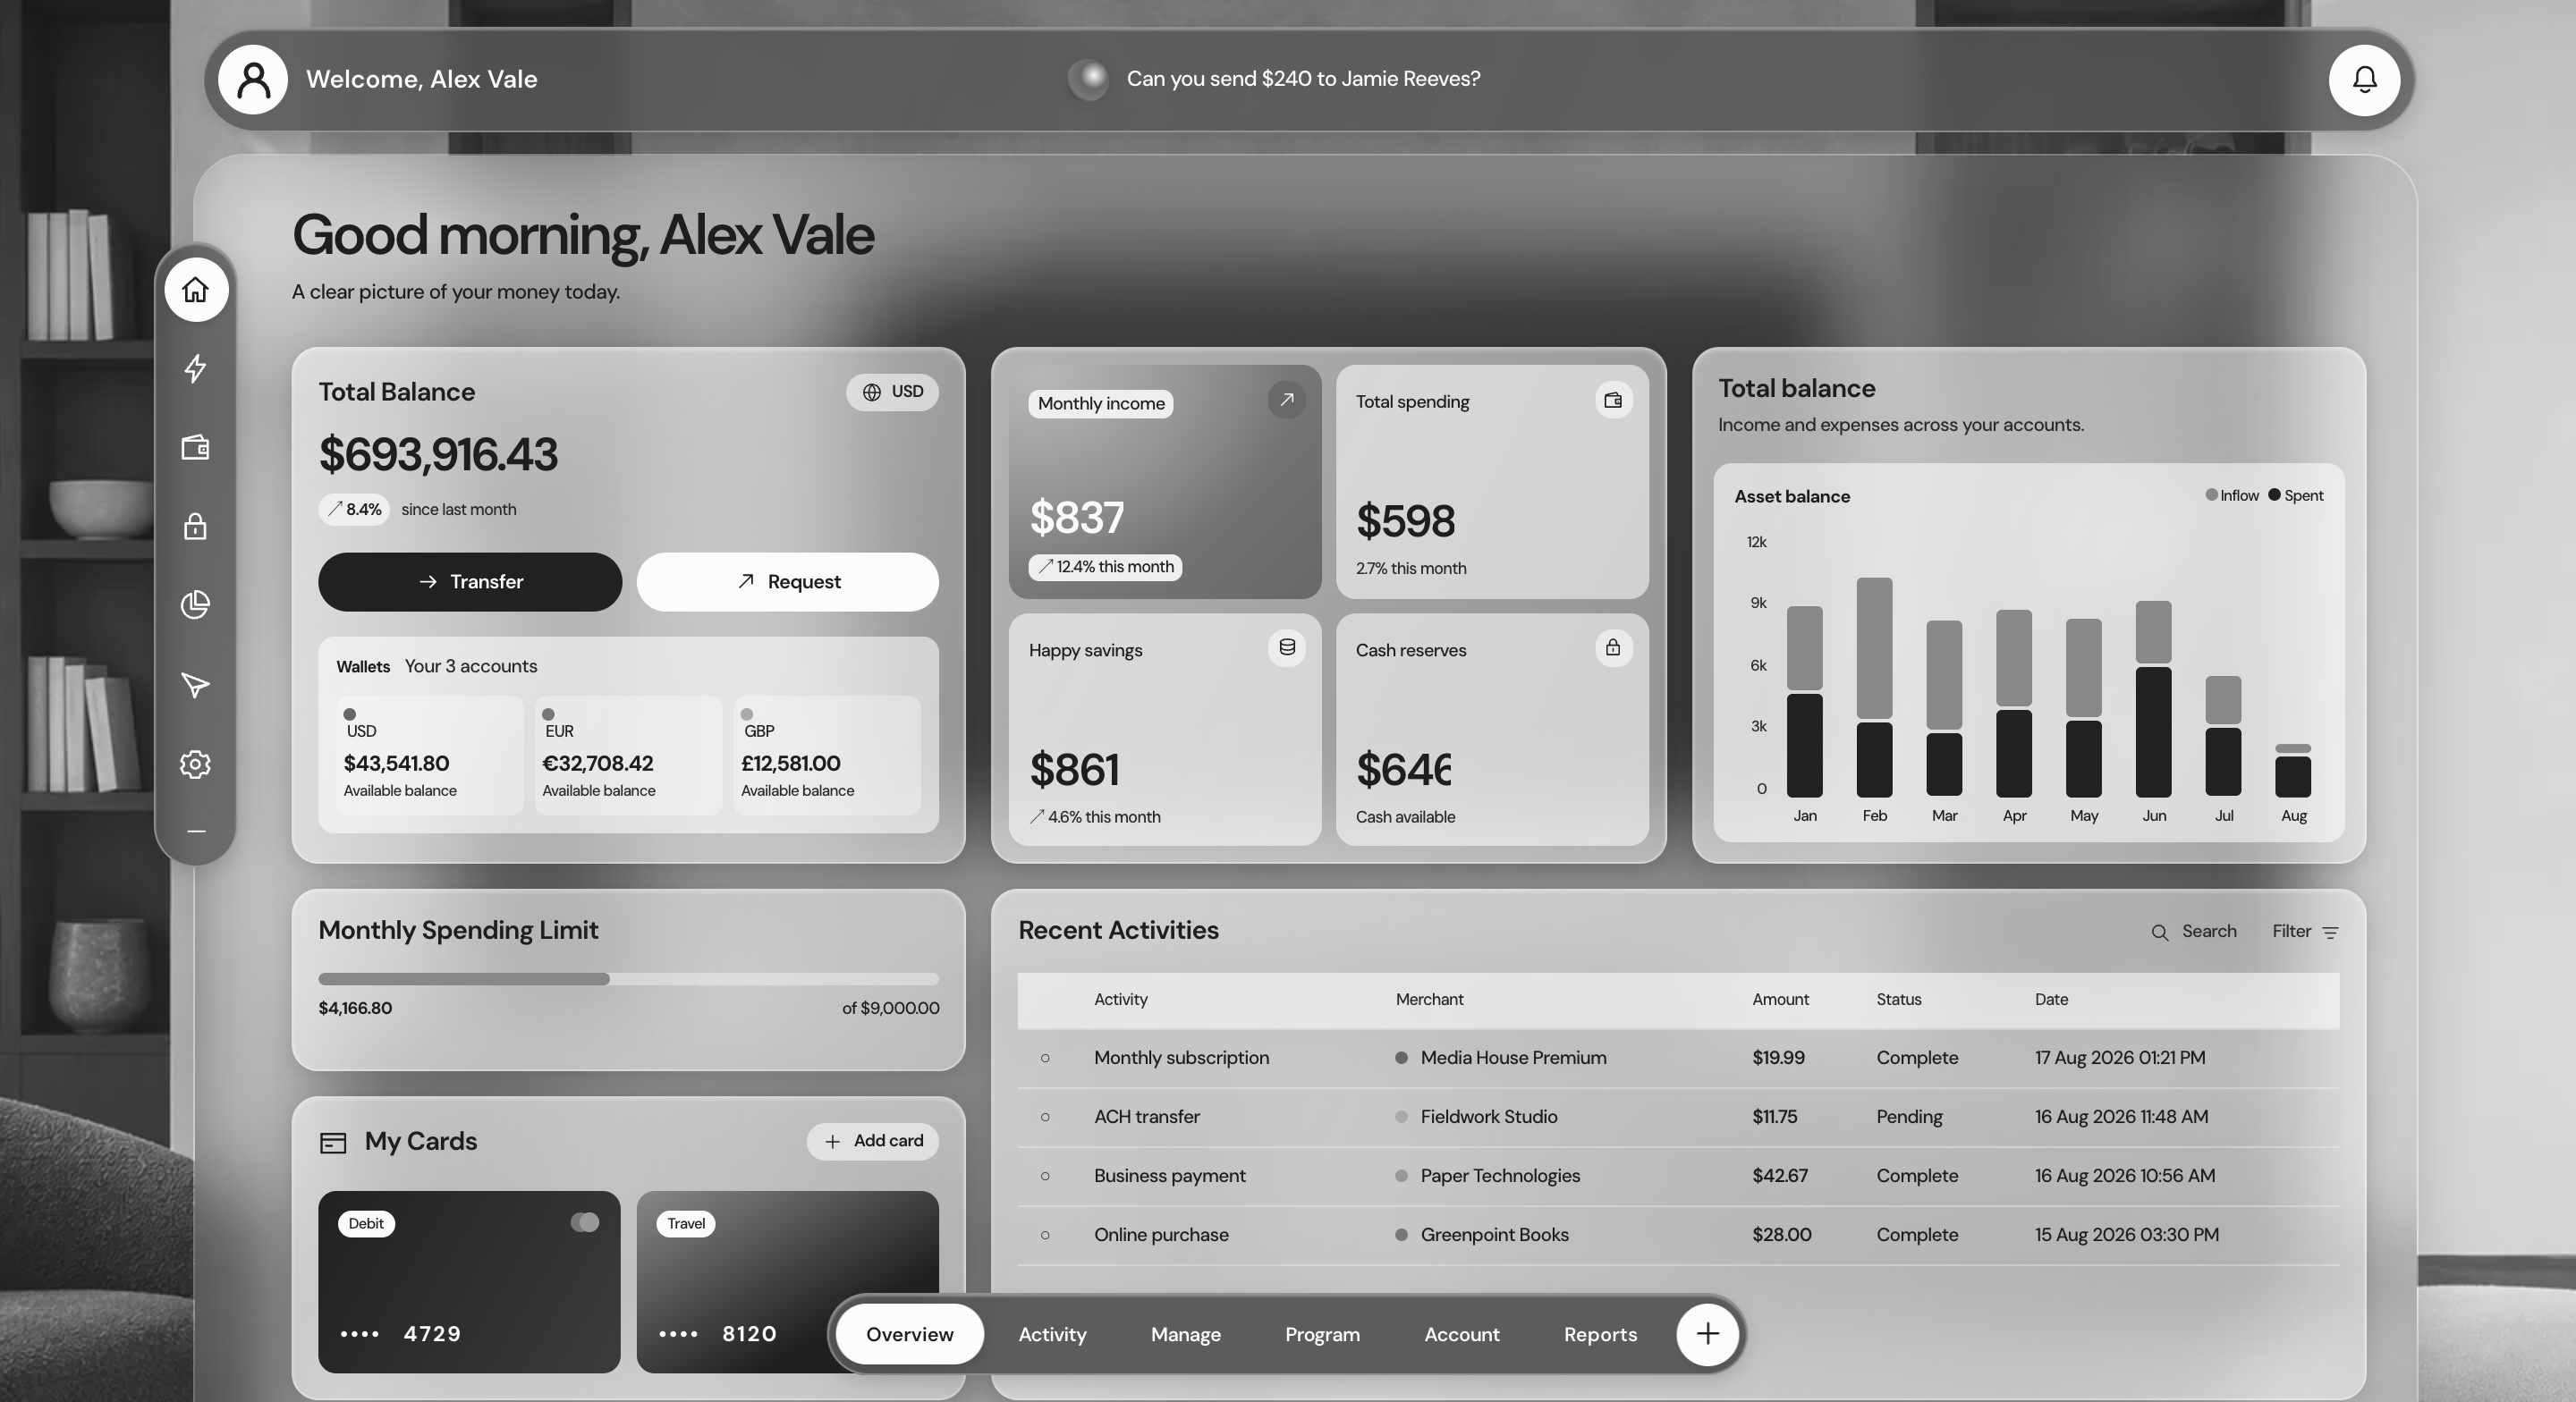 Welcome, Alex Vale
Can you send $240 to Jamie Reeves?
Good morning, Alex Vale
A clear picture of your money today.
Total Balance
USD
$693,916.43
8.4% since last month
Transfer
Request
Wallets Your 3 accounts
USD
$43,541.80
Available balance
EUR
€32,708.42
Available balance
GBP
£12,581.00
Available balance
Monthly income
$837
12.4% this month
Total spending
$598
2.7% this month
Happy savings
$861
4.6% this month
Cash reserves
$646
Cash available
Total balance
Income and expenses across your accounts.
Asset balance
Inflow Spent
12k
9k
6k
3k
0
Jan Feb Mar Apr May Jun Jul Aug
Monthly Spending Limit
$4,166.80 of $9,000.00
My Cards
Add card
Debit
•••• 4729
Travel
•••• 8120
Recent Activities
Search Filter
Activity Merchant Amount Status Date
Monthly subscription Media House Premium $19.99 Complete 17 Aug 2026 01:21 PM
ACH transfer Fieldwork Studio $11.75 Pending 16 Aug 2026 11:48 AM
Business payment Paper Technologies $42.67 Complete 16 Aug 2026 10:56 AM
Online purchase Greenpoint Books $28.00 Complete 15 Aug 2026 03:30 PM
Overview Activity Manage Program Account Reports